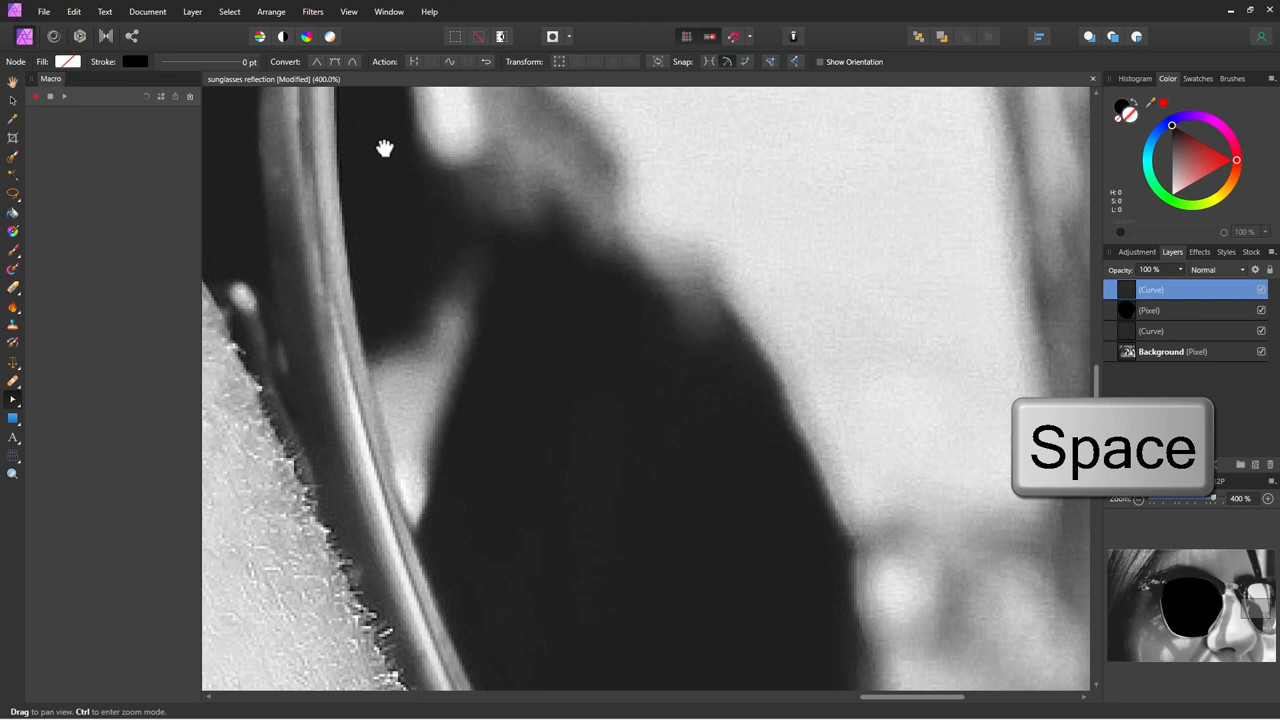 File Edit Text Document Layer Select Arrange Filters View Window Help
Node Fill: Stroke: 0 pt Convert: Action: Transform: Snap: Show Orientation
Macro
sunglasses reflection [Modified] (400.0%)
Histogram Color Swatches Brushes
H: 0
S: 0
L: 0
Opacity 100 %
Adjustment Layers Effects Styles Stock
Opacity: 100 % Normal
(Curve)
(Pixel)
(Curve)
Background (Pixel)
Space
Zoom: 400 %
Drag to pan view. Ctrl to enter zoom mode.